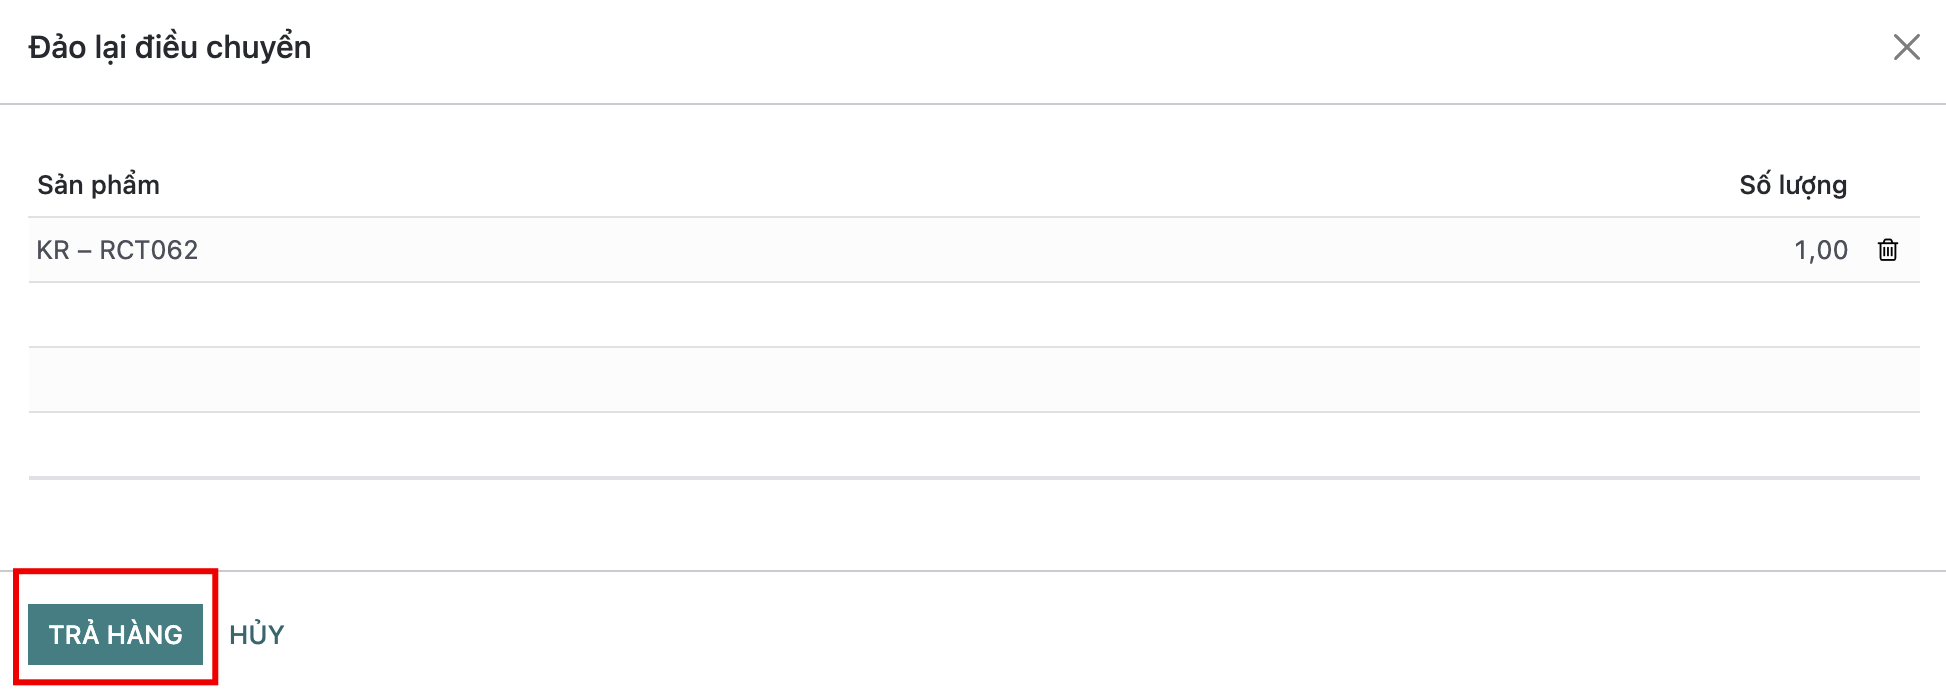 Đảo lại điều chuyển
Sản phẩm Số lượng
KR – RCT062 1,00
TRẢ HÀNG HỦY